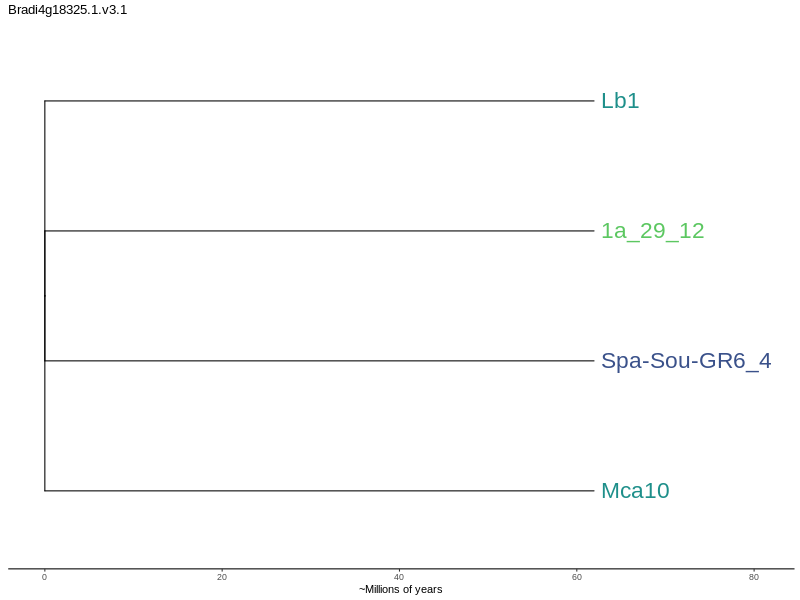 Bradi4g18325.1.v3.1
Lb1
1a_29_12
Spa-Sou-GR6_4
Mca10
0 20 40 60 80
~Millions of years